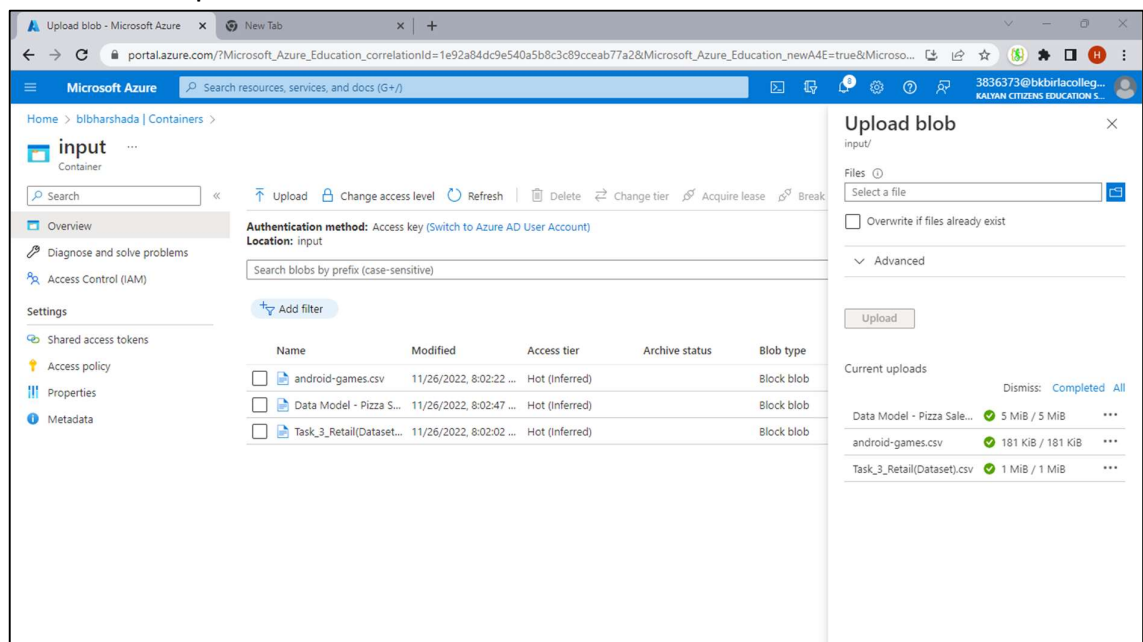 Upload blob - Microsoft Azure
New Tab
portal.azure.com/?Microsoft_Azure_Education_correlationId=1e92a84dc9e540a5b8c3c89cceab77a2&Microsoft_Azure_Education_newA4E=true&Microso...
H
Microsoft Azure
Search resources, services, and docs (G+/)
8
3836373@bkbirlacolleg...
KALYAN CITIZENS EDUCATION S...
Home > blbharshada | Containers >
input ...
Container
Search
«
Overview
Diagnose and solve problems
Access Control (IAM)
Settings
Shared access tokens
Access policy
Properties
Metadata
Upload Change access level Refresh Delete Change tier Acquire lease Break
Authentication method: Access key (Switch to Azure AD User Account)
Location: input
Search blobs by prefix (case-sensitive)
Add filter
Name Modified Access tier Archive status Blob type
android-games.csv 11/26/2022, 8:02:22 ... Hot (Inferred) Block blob
Data Model - Pizza S... 11/26/2022, 8:02:47 ... Hot (Inferred) Block blob
Task_3_Retail(Dataset... 11/26/2022, 8:02:02 ... Hot (Inferred) Block blob
Upload blob
input/
Files
Select a file
Overwrite if files already exist
Advanced
Upload
Current uploads
Dismiss: Completed All
Data Model - Pizza Sale... 5 MiB / 5 MiB ...
android-games.csv 181 KiB / 181 KiB ...
Task_3_Retail(Dataset).csv 1 MiB / 1 MiB ...